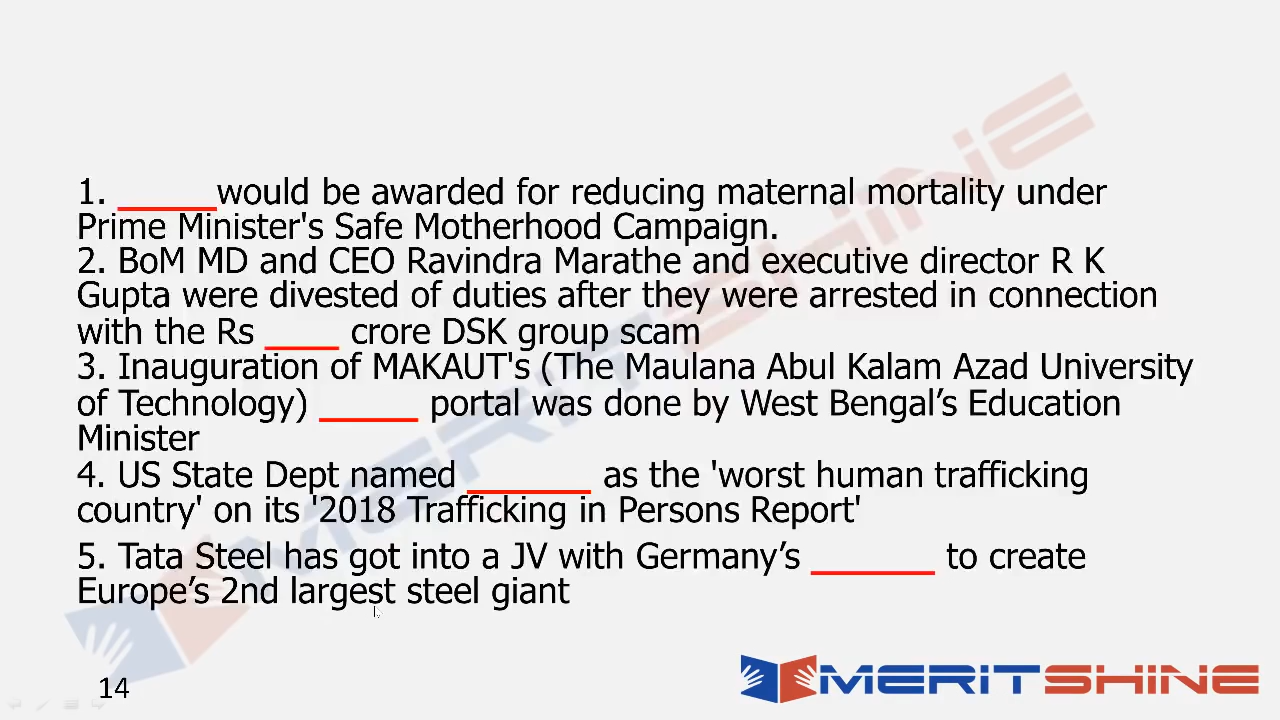 1. _____would be awarded for reducing maternal mortality under
Prime Minister's Safe Motherhood Campaign.
2. BoM MD and CEO Ravindra Marathe and executive director R K
Gupta were divested of duties after they were arrested in connection
with the Rs ____ crore DSK group scam
3. Inauguration of MAKAUT's (The Maulana Abul Kalam Azad University
of Technology) _____ portal was done by West Bengal’s Education
Minister
4. US State Dept named ______ as the 'worst human trafficking
country' on its '2018 Trafficking in Persons Report'
5. Tata Steel has got into a JV with Germany’s ______ to create
Europe’s 2nd largest steel giant
14
MERITSHINE
MERITSHINE